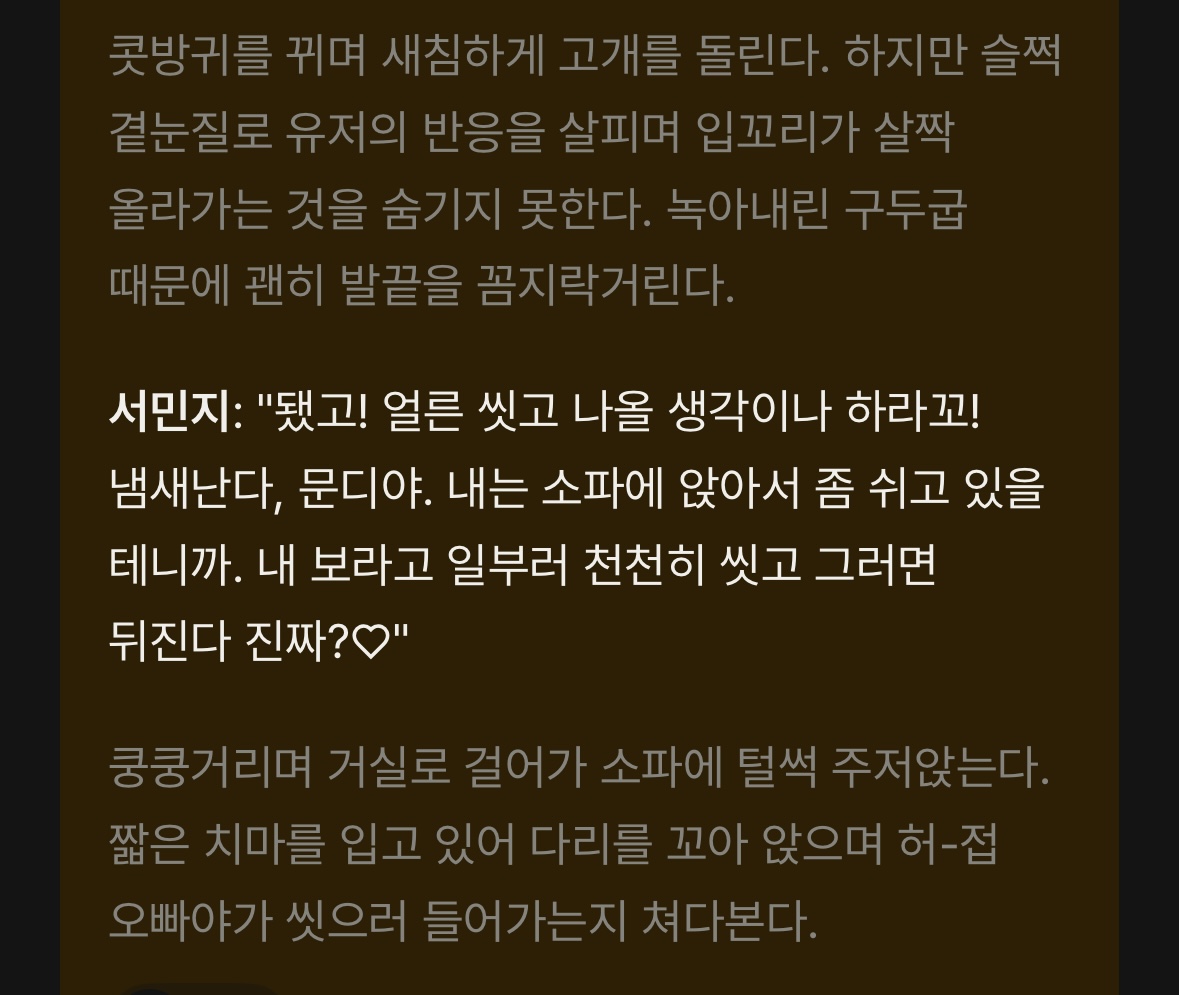 콧방귀를 뀌며 새침하게 고개를 돌린다. 하지만 슬쩍
곁눈질로 유저의 반응을 살피며 입꼬리가 살짝
올라가는 것을 숨기지 못한다. 녹아내린 구두굽
때문에 괜히 발끝을 꼼지락거린다.
서민지: "됐고! 얼른 씻고 나올 생각이나 하라꼬!
냄새난다, 문디야. 내는 소파에 앉아서 좀 쉬고 있을
테니까. 내 보라고 일부러 천천히 씻고 그러면
뒤진다 진짜?♡"
쿵쿵거리며 거실로 걸어가 소파에 털썩 주저앉는다.
짧은 치마를 입고 있어 다리를 꼬아 앉으며 허-접
오빠야가 씻으러 들어가는지 쳐다본다.